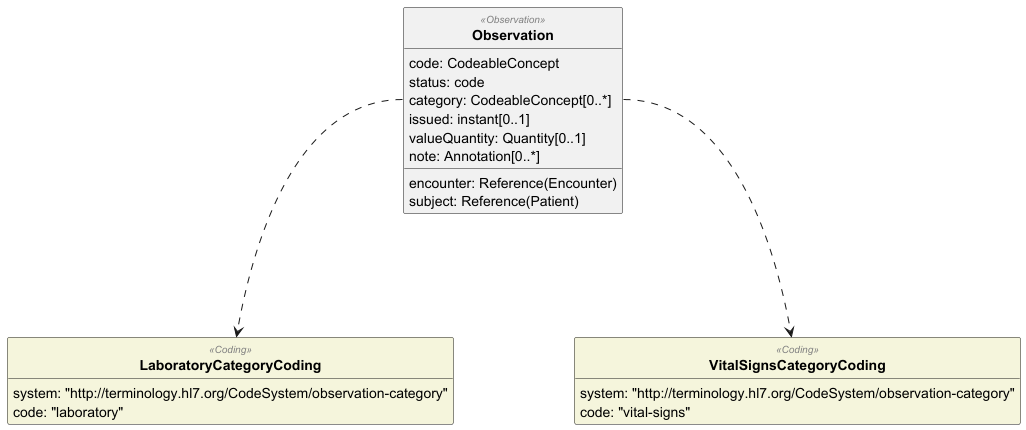 «Observation»
Observation
code: CodeableConcept
status: code
category: CodeableConcept[0..*]
issued: instant[0..1]
valueQuantity: Quantity[0..1]
note: Annotation[0..*]
encounter: Reference(Encounter)
subject: Reference(Patient)
«Coding»
LaboratoryCategoryCoding
system: "http://terminology.hl7.org/CodeSystem/observation-category"
code: "laboratory"
«Coding»
VitalSignsCategoryCoding
system: "http://terminology.hl7.org/CodeSystem/observation-category"
code: "vital-signs"